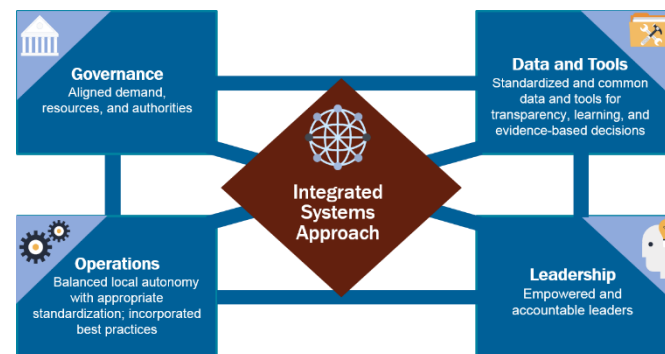 Governance
Aligned demand,
resources, and authorities
Data and Tools
Standardized and common
data and tools for
transparency, learning, and
evidence-based decisions
Integrated
Systems
Approach
Operations
Balanced local autonomy
with appropriate
standardization; incorporated
best practices
Leadership
Empowered and
accountable leaders